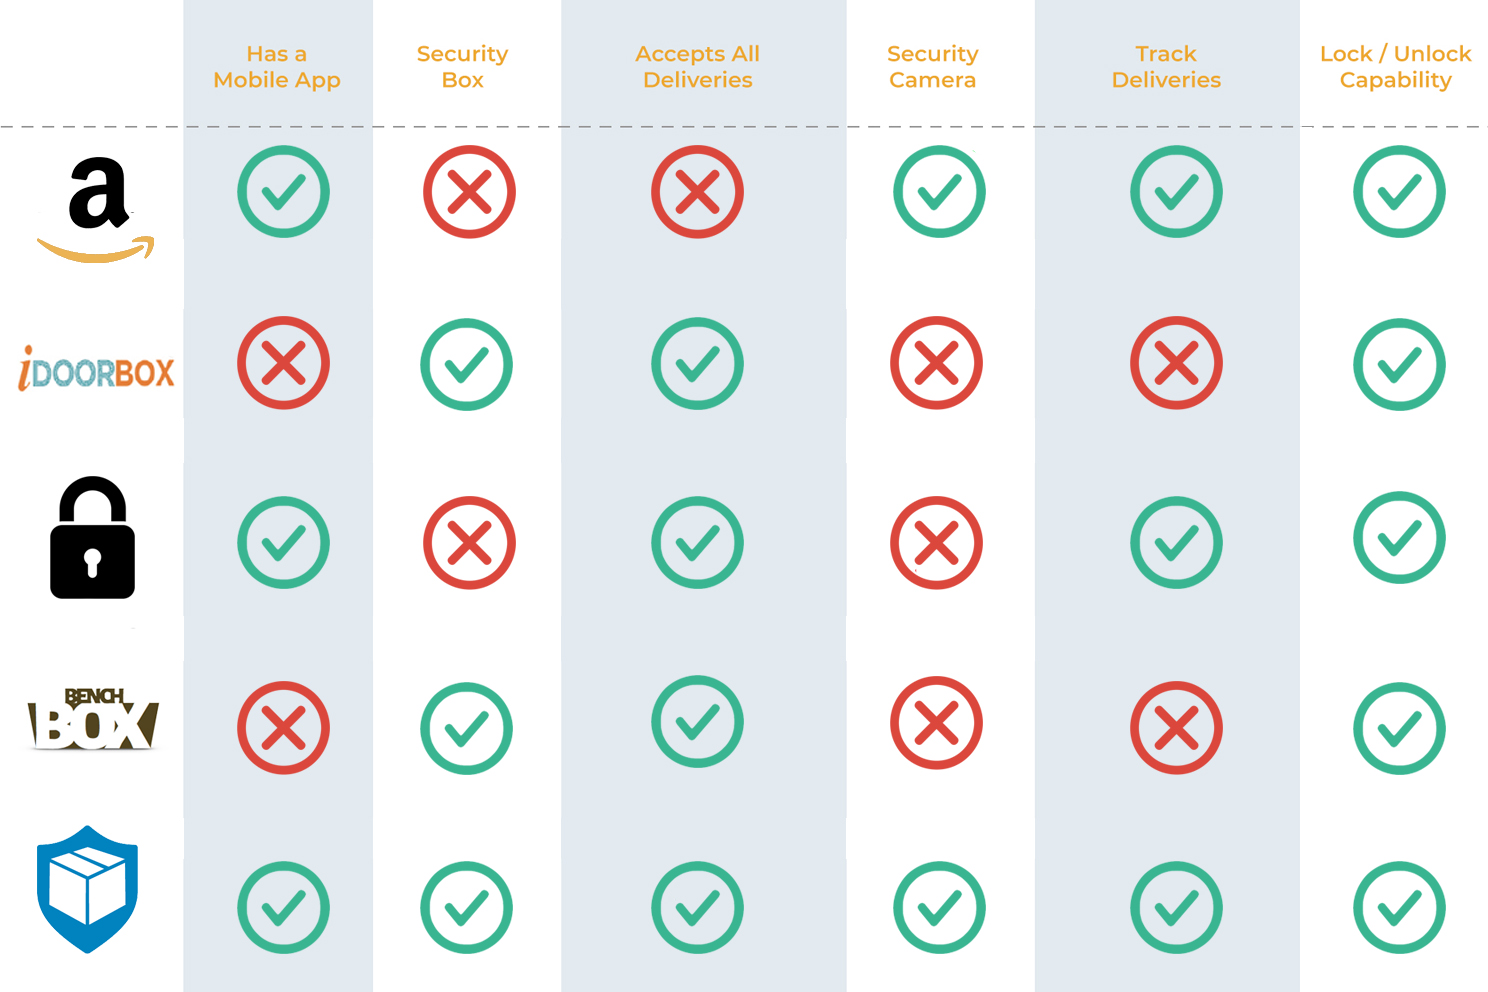 Has a
Mobile App
Security
Box
Accepts All
Deliveries
Security
Camera
Track
Deliveries
Lock / Unlock
Capability
a
iDOORBOX
BENCH
BOX